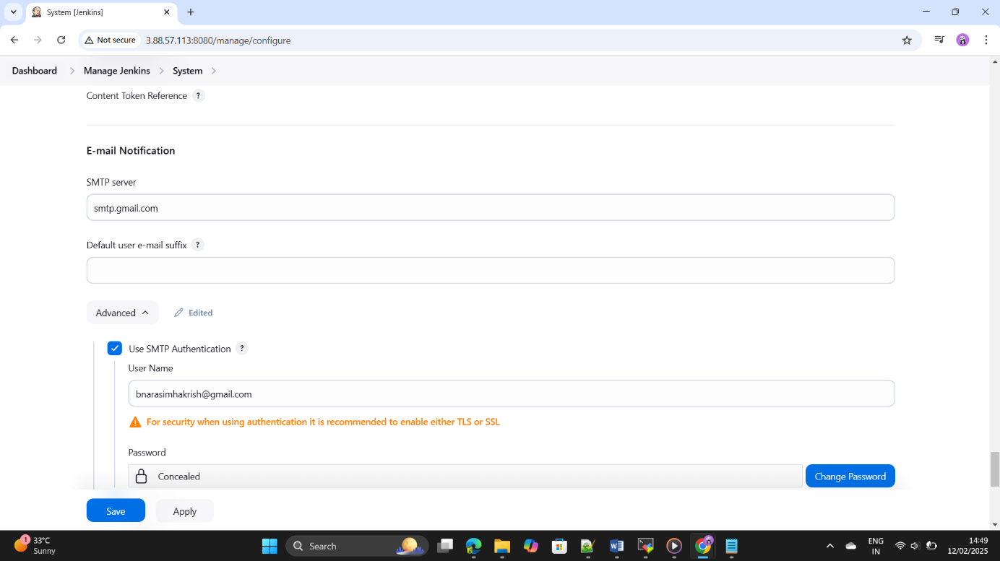 System [Jenkins]
Not secure
3.88.57.113:8080/manage/configure
Dashboard > Manage Jenkins > System >
Content Token Reference ?
E-mail Notification
SMTP server
smtp.gmail.com
Default user e-mail suffix ?
Advanced
Edited
Use SMTP Authentication ?
User Name
bnarasimhakrish@gmail.com
For security when using authentication it is recommended to enable either TLS or SSL
Password
Concealed
Change Password
Save
Apply
1
33°C
Sunny
Search
ENG
IN
14:49
12/02/2025